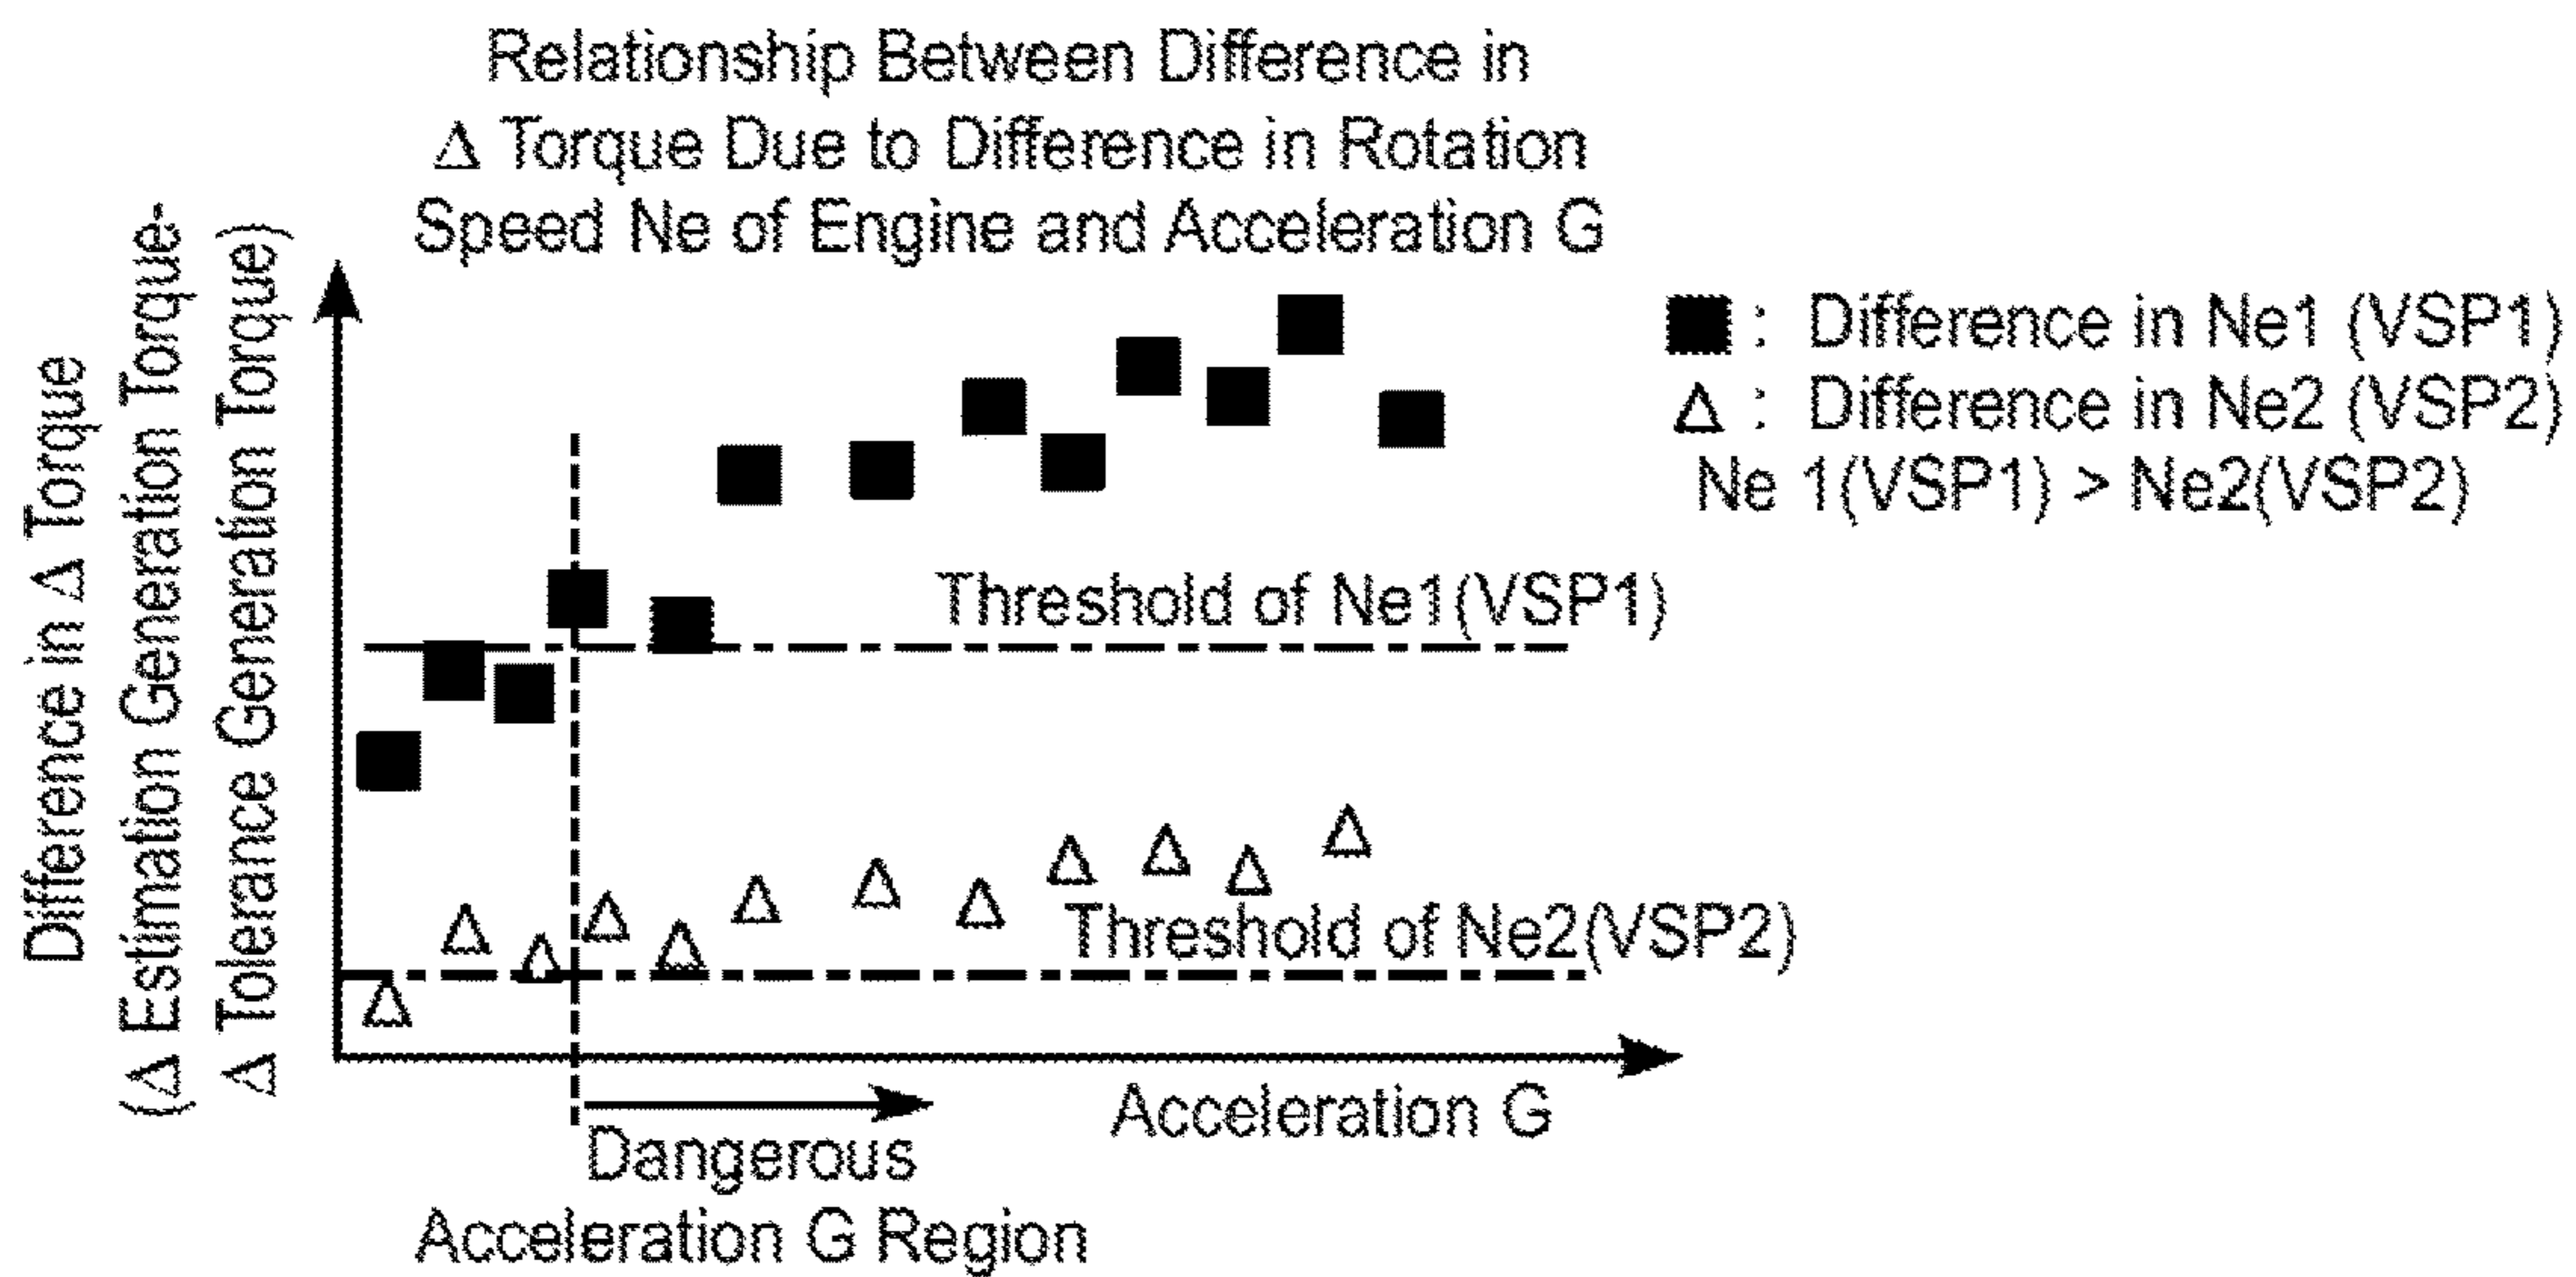 Relationship Between Difference in
Δ Torque Due to Difference in Rotation
Speed Ne of Engine and Acceleration G
Difference in Δ Torque
(Δ Estimation Generation Torque-
Δ Tolerance Generation Torque)
■ : Difference in Ne1 (VSP1)
Δ : Difference in Ne2 (VSP2)
Ne 1(VSP1) > Ne2(VSP2)
Threshold of Ne1(VSP1)
Threshold of Ne2(VSP2)
Acceleration G
Dangerous
Acceleration G Region